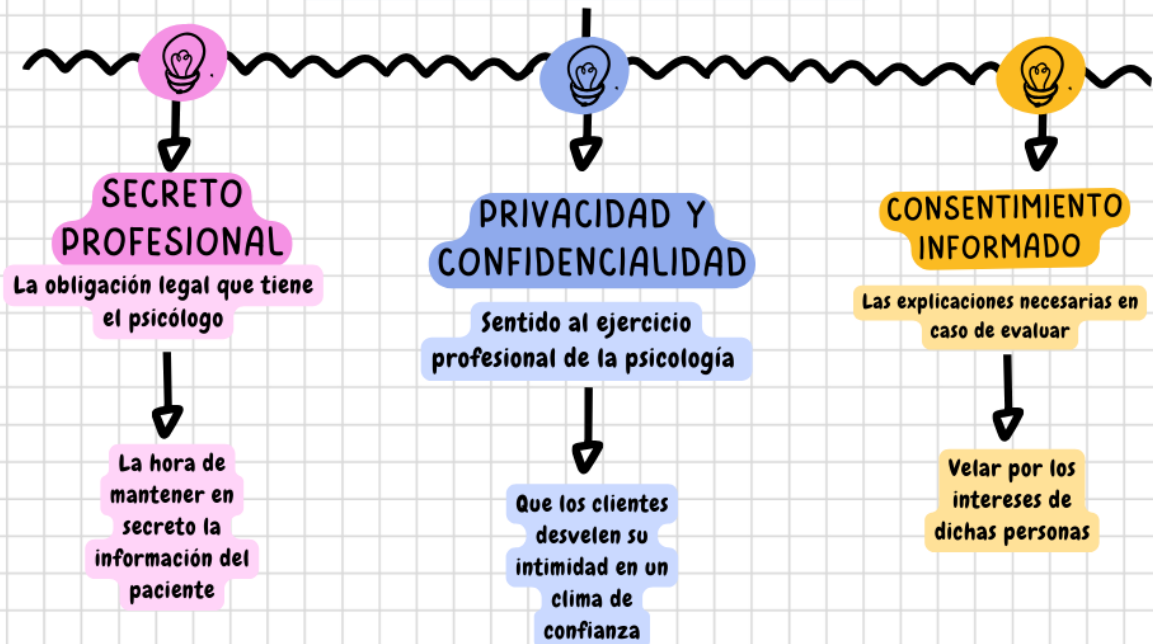 SECRETO
PROFESIONAL
La obligación legal que tiene
el psicólogo
La hora de
mantener en
secreto la
información del
paciente
PRIVACIDAD Y
CONFIDENCIALIDAD
Sentido al ejercicio
profesional de la psicología
Que los clientes
desvelen su
intimidad en un
clima de
confianza
CONSENTIMIENTO
INFORMADO
Las explicaciones necesarias en
caso de evaluar
Velar por los
intereses de
dichas personas